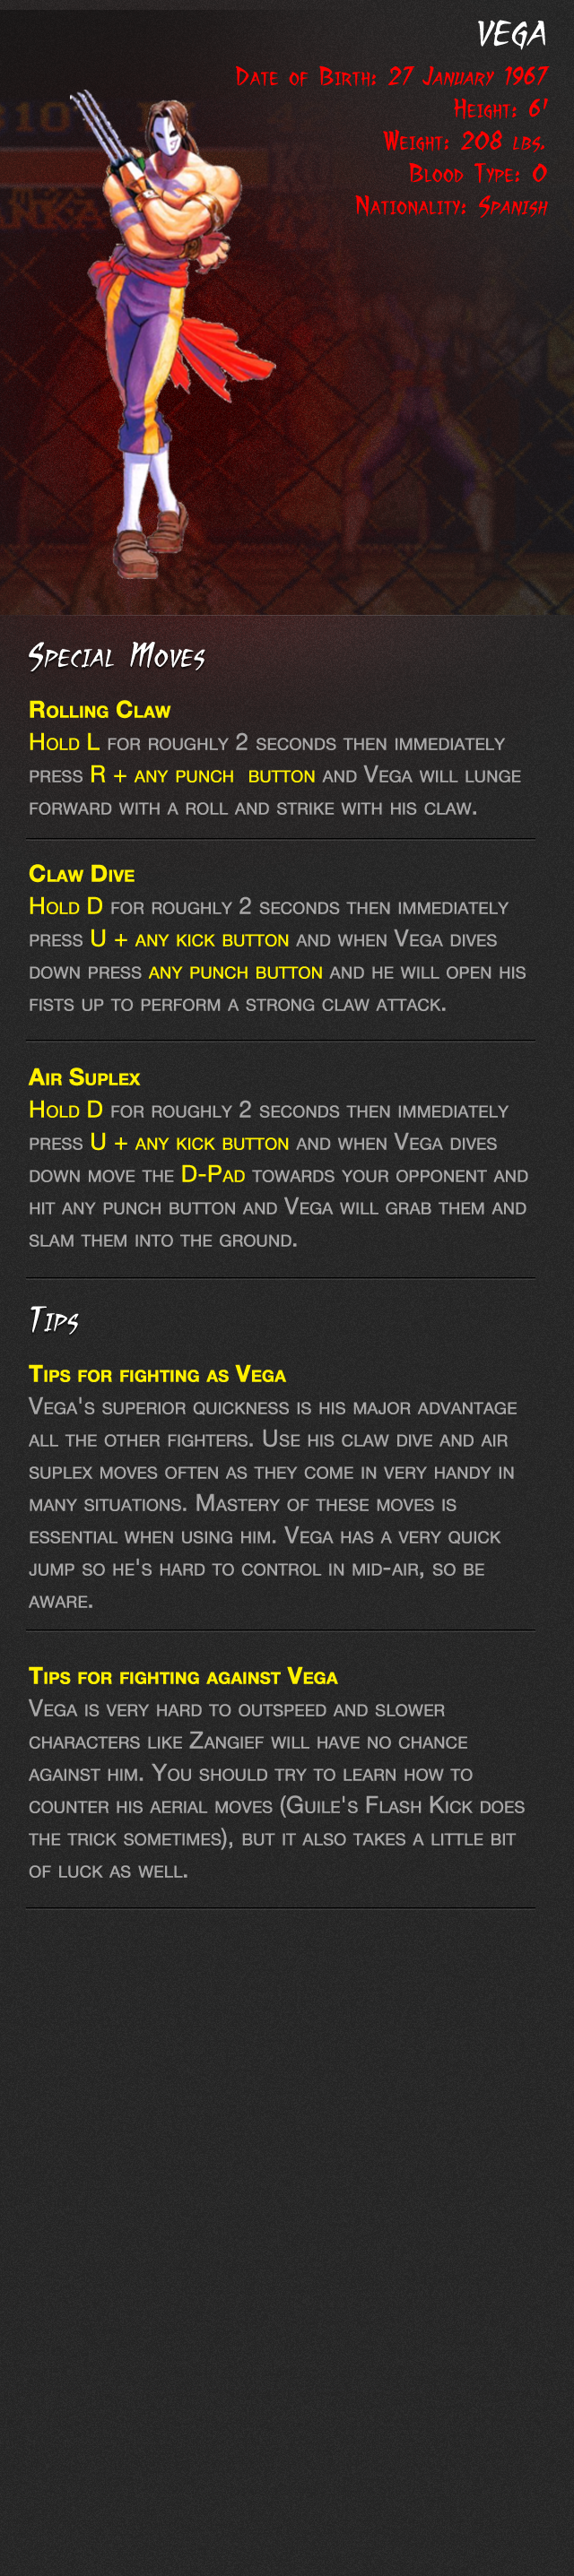 VEGA
Date of Birth: 27 January 1967
Height: 6'
Weight: 208 lbs.
Blood Type: O
Nationality: Spanish
Special Moves
Rolling Claw
Hold L for roughly 2 seconds then immediately
press R + any punch  button and Vega will lunge
forward with a roll and strike with his claw.
Claw Dive
Hold D for roughly 2 seconds then immediately
press U + any kick button and when Vega dives
down press any punch button and he will open his
fists up to perform a strong claw attack.
Air Suplex
Hold D for roughly 2 seconds then immediately
press U + any kick button and when Vega dives
down move the D-Pad towards your opponent and
hit any punch button and Vega will grab them and
slam them into the ground.
Tips
Tips for fighting as Vega
Vega's superior quickness is his major advantage
all the other fighters. Use his claw dive and air
suplex moves often as they come in very handy in
many situations. Mastery of these moves is
essential when using him. Vega has a very quick
jump so he's hard to control in mid-air, so be
aware.
Tips for fighting against Vega
Vega is very hard to outspeed and slower
characters like Zangief will have no chance
against him. You should try to learn how to
counter his aerial moves (Guile's Flash Kick does
the trick sometimes), but it also takes a little bit
of luck as well.